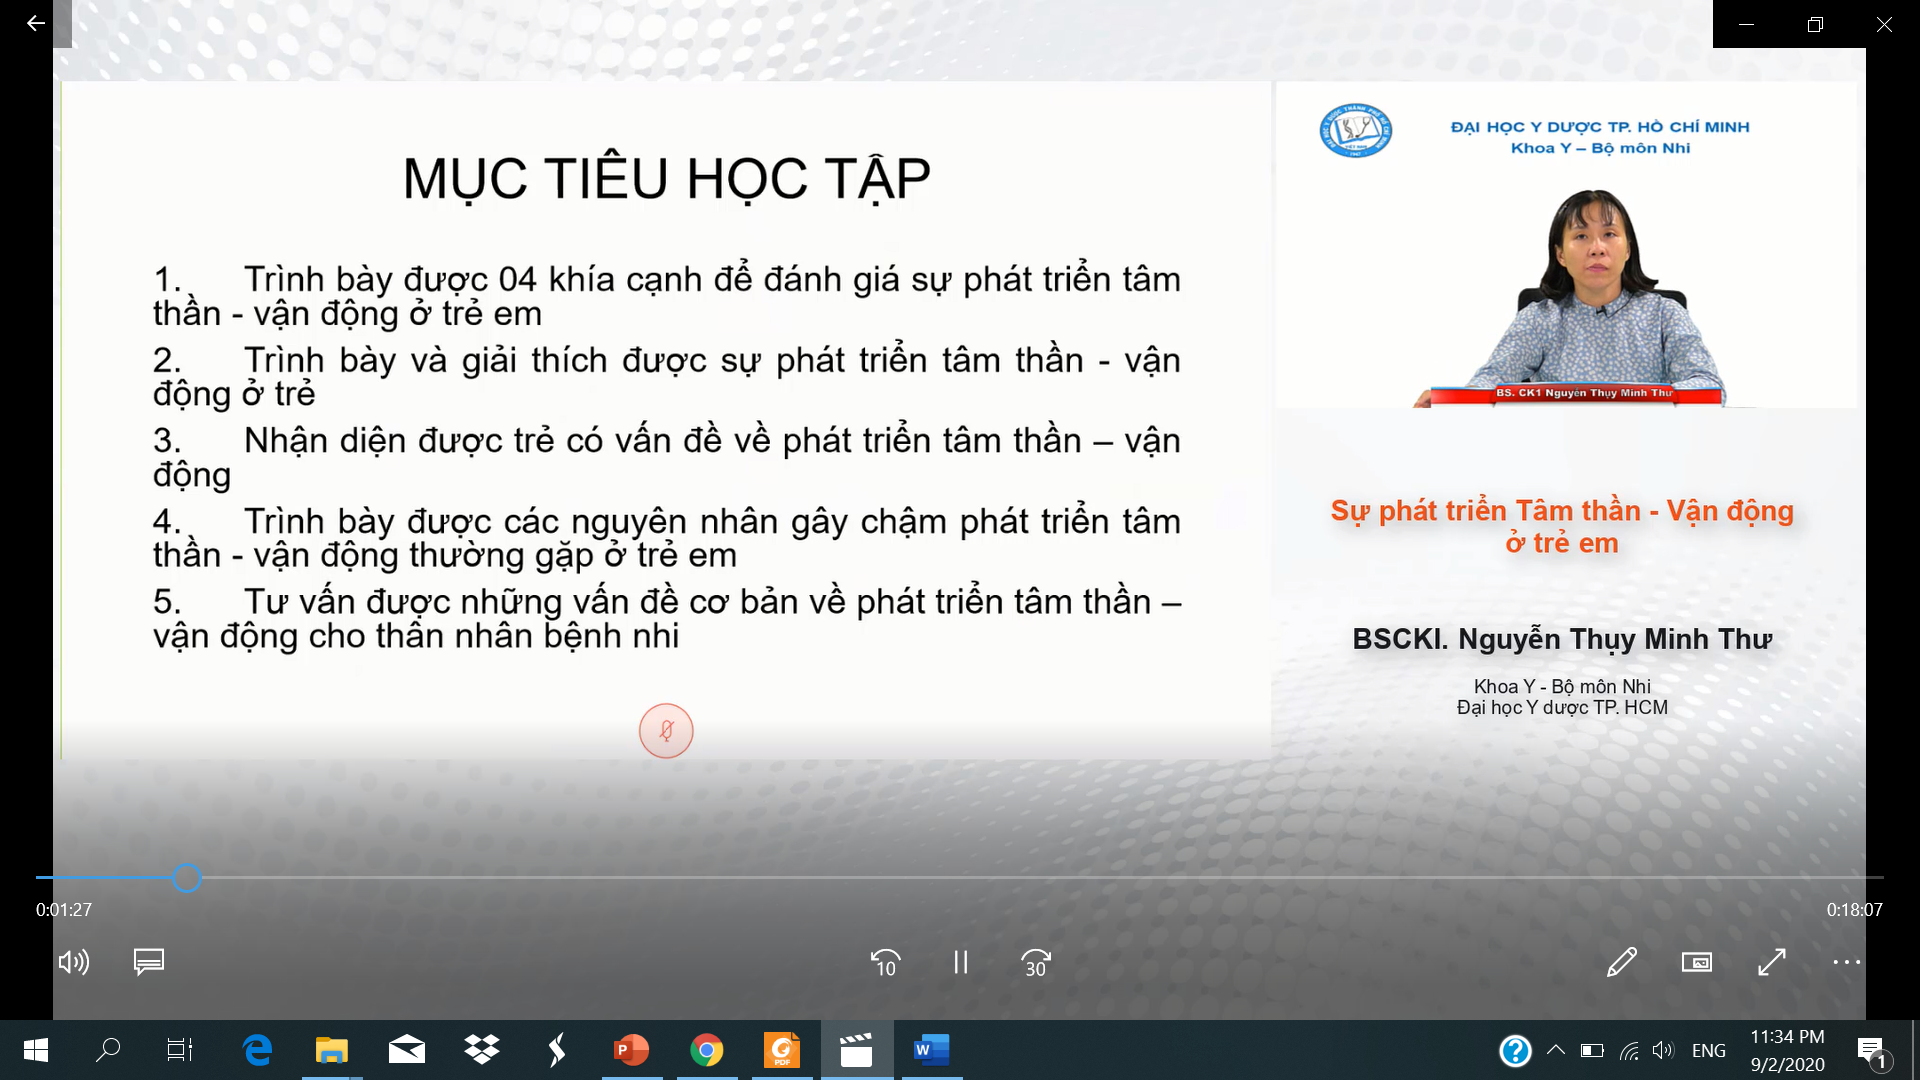 MỤC TIÊU HỌC TẬP
1. Trình bày được 04 khía cạnh để đánh giá sự phát triển tâm
thần - vận động ở trẻ em
2. Trình bày và giải thích được sự phát triển tâm thần - vận
động ở trẻ
3. Nhận diện được trẻ có vấn đề về phát triển tâm thần – vận
động
4. Trình bày được các nguyên nhân gây chậm phát triển tâm
thần - vận động thường gặp ở trẻ em
5. Tư vấn được những vấn đề cơ bản về phát triển tâm thần –
vận động cho thân nhân bệnh nhi
ĐẠI HỌC Y DƯỢC TP. HỒ CHÍ MINH
Khoa Y – Bộ môn Nhi
BS. CK1 Nguyễn Thụy Minh Thư
Sự phát triển Tâm thần - Vận động
ở trẻ em
BSCKI. Nguyễn Thụy Minh Thư
Khoa Y - Bộ môn Nhi
Đại học Y dược TP. HCM
0:01:27
0:18:07
10
30
P
PDF
W
ENG
11:34 PM
9/2/2020
1